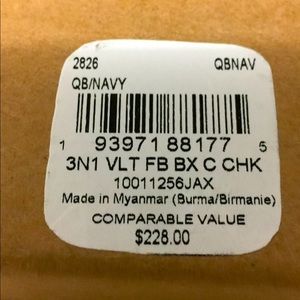 2826 QBNAV
QB/NAVY
1 93971 88177 5
3N1 VLT FB BX C CHK
10011256JAX
Made in Myanmar (Burma/Birmanie)
COMPARABLE VALUE
$228.00